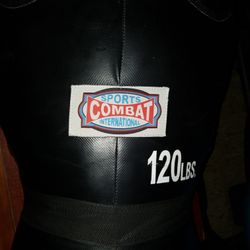 SPORTS
COMBAT
INTERNATIONAL
120LBS.